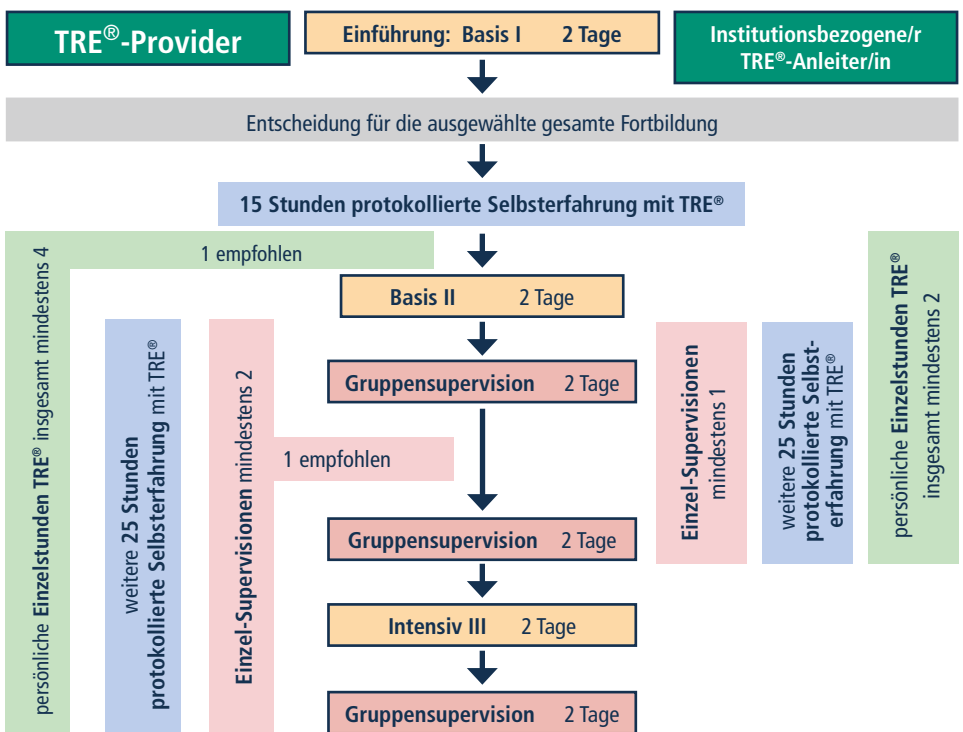 TRE®-Provider
Einführung: Basis I 2 Tage
Institutionsbezogene/r
TRE®-Anleiter/in
Entscheidung für die ausgewählte gesamte Fortbildung
15 Stunden protokollierte Selbsterfahrung mit TRE®
persönliche Einzelstunden TRE® insgesamt mindestens 4
1 empfohlen
Basis II 2 Tage
weitere 25 Stunden
protokollierte Selbsterfahrung mit TRE®
Einzel-Supervisionen mindestens 2
1 empfohlen
Gruppensupervision 2 Tage
Gruppensupervision 2 Tage
Intensiv III 2 Tage
Gruppensupervision 2 Tage
Einzel-Supervisionen
mindestens 1
weitere 25 Stunden
protokollierte Selbst-
erfahrung mit TRE®
persönliche Einzelstunden TRE®
insgesamt mindestens 2